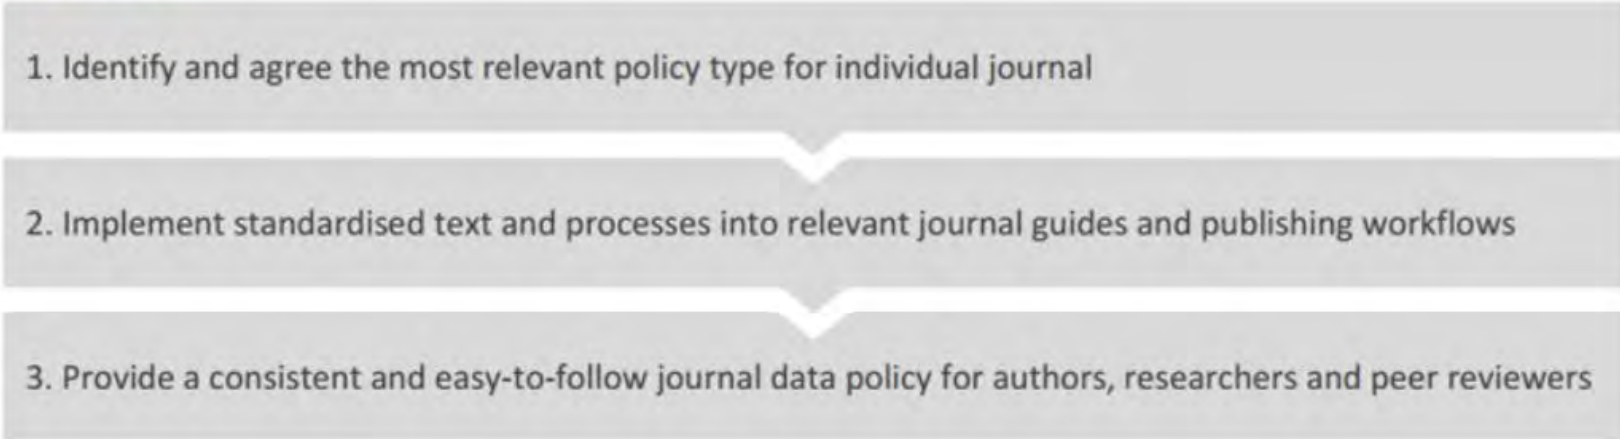 1. Identify and agree the most relevant policy type for individual journal
2. Implement standardised text and processes into relevant journal guides and publishing workflows
3. Provide a consistent and easy-to-follow journal data policy for authors, researchers and peer reviewers